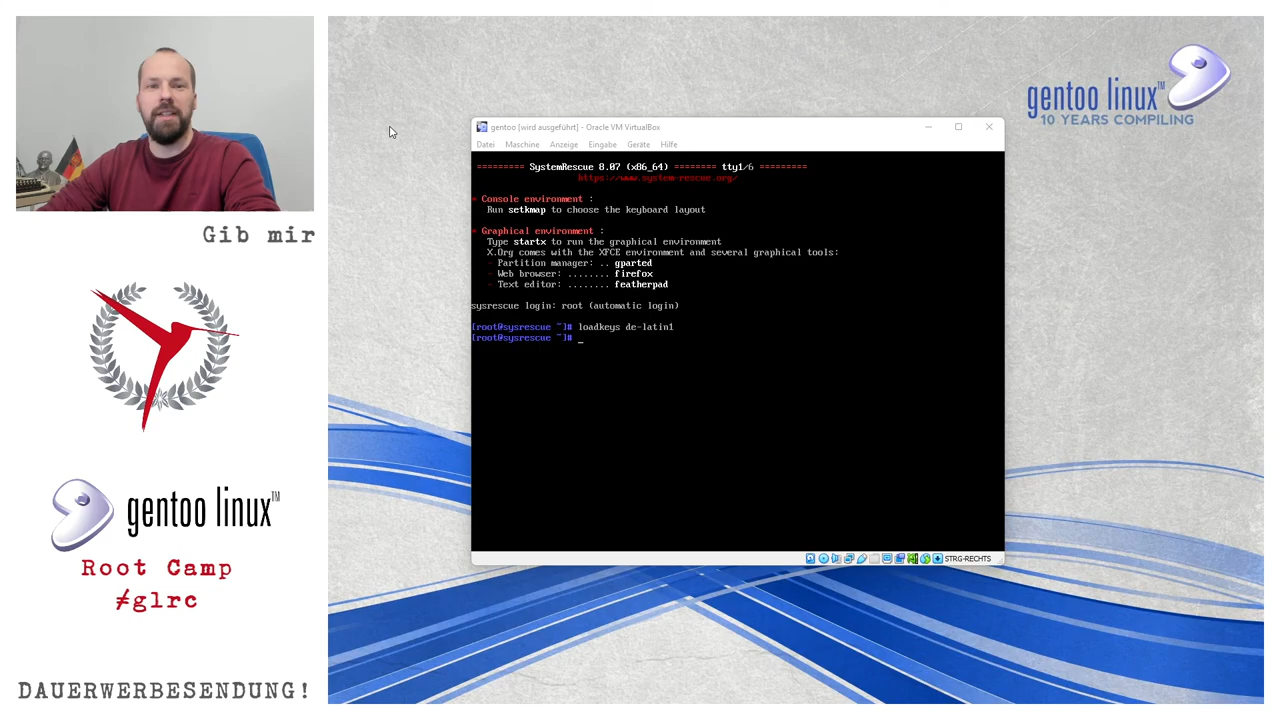 Gib mir
gentoo linux™
Root Camp
≠glrc
DAUERWERBESENDUNG!
gentoo linux™
10 YEARS COMPILING
gentoo [wird ausgeführt] - Oracle VM VirtualBox
Datei Maschine Anzeige Eingabe Geräte Hilfe
========= SystemRescue 8.07 (x86_64) ======== tty1/6 =========
https://www.system-rescue.org/
* Console environment :
Run setkmap to choose the keyboard layout
* Graphical environment :
Type startx to run the graphical environment
X.Org comes with the XFCE environment and several graphical tools:
- Partition manager: .. gparted
- Web browser: ........ firefox
- Text editor: ........ featherpad
sysrescue login: root (automatic login)
[root@sysrescue ~]# loadkeys de-latin1
[root@sysrescue ~]# _
STRG-RECHTS